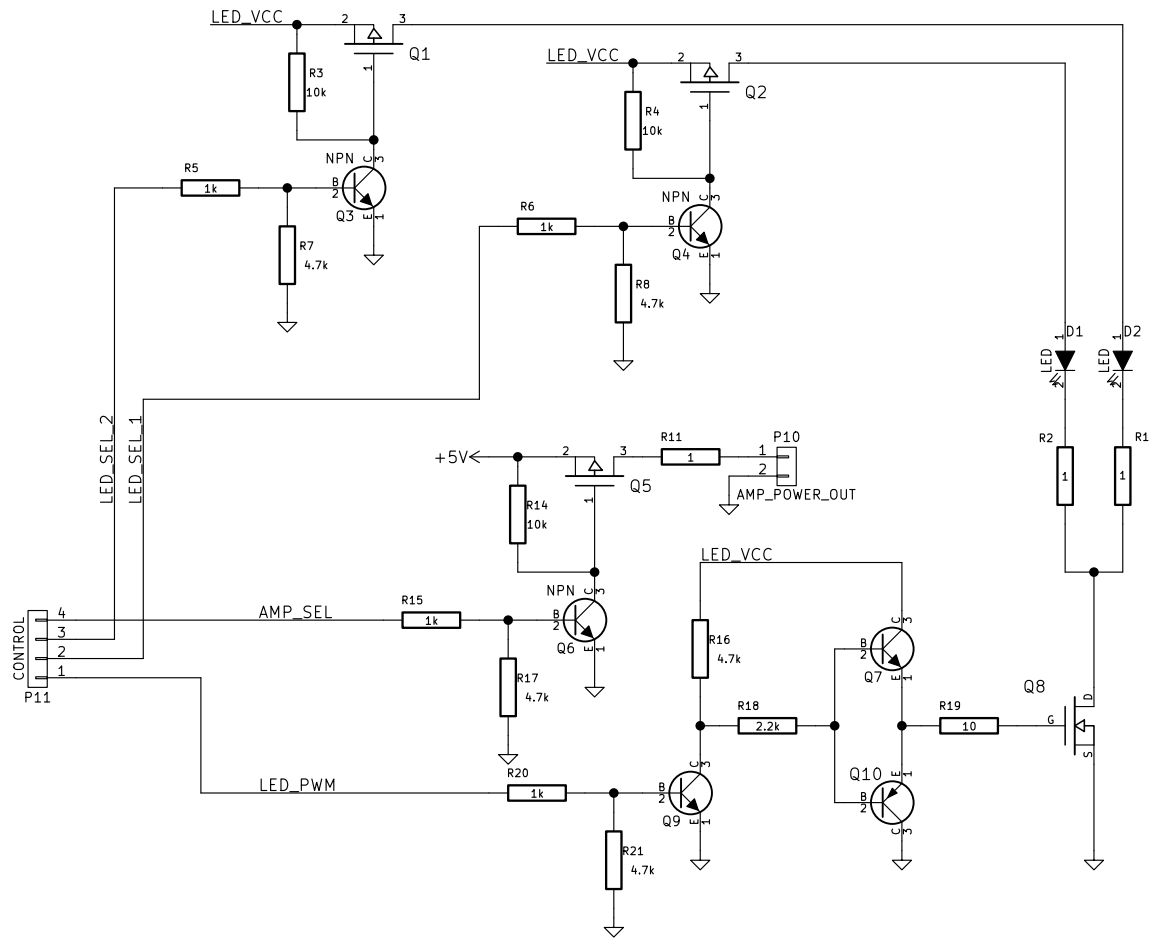 LED_VCC
2
3
1
Q1
R3
10k
LED_VCC
2
3
1
Q2
R4
10k
NPN
C
3
B
2
E
1
Q3
R5
1k
R7
4.7k
NPN
C
3
B
2
E
1
Q4
R6
1k
R8
4.7k
LED_SEL_2
LED_SEL_1
D1
LED
1
2
D2
LED
1
2
R2
1
R1
1
+5V
2
3
1
Q5
R11
1
P10
1
2
AMP_POWER_OUT
R14
10k
LED_VCC
NPN
C
3
B
2
E
1
Q6
CONTROL
4
3
2
1
P11
AMP_SEL
R15
1k
R17
4.7k
R16
4.7k
C
3
B
2
E
1
Q7
Q8
D
G
S
R18
2.2k
R19
10
LED_PWM
R20
1k
C
3
B
2
E
1
Q9
Q10
E
1
B
2
C
3
R21
4.7k